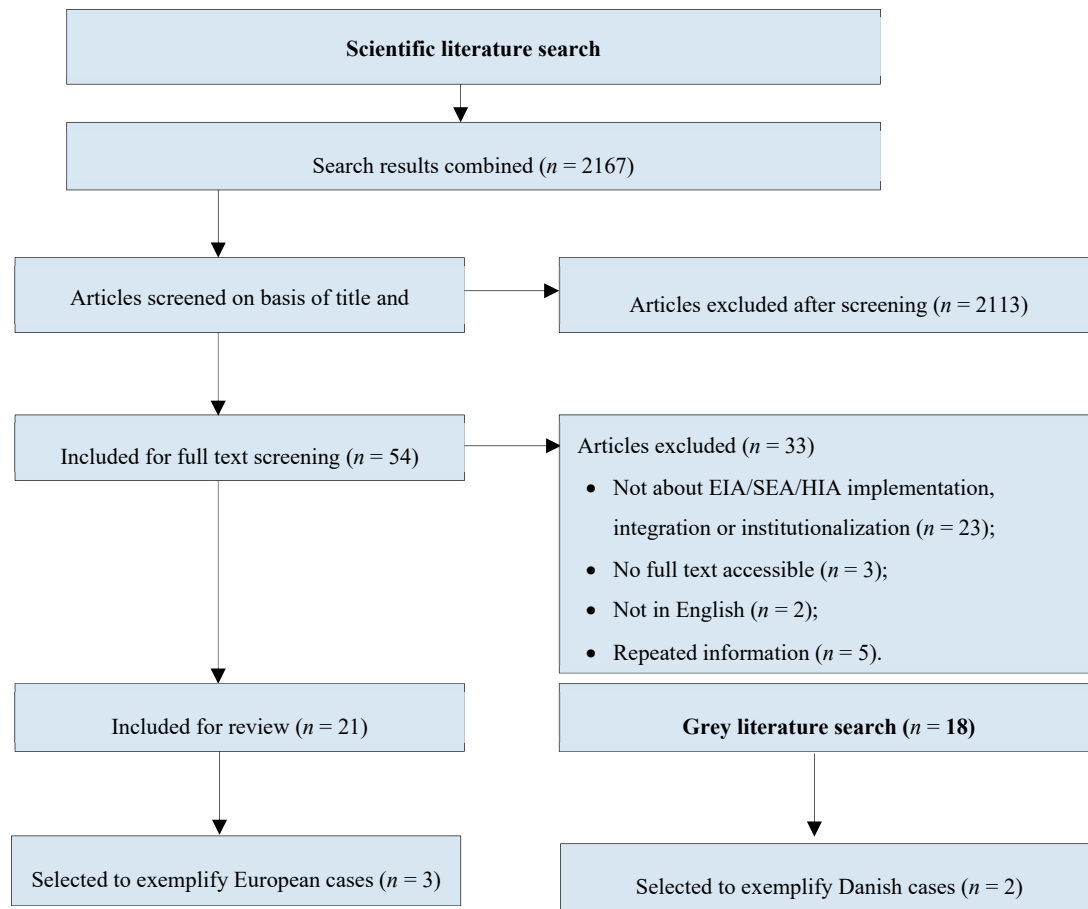 Scientific literature search
Search results combined (n = 2167)
Articles screened on basis of title and
Articles excluded after screening (n = 2113)
Included for full text screening (n = 54)
Articles excluded (n = 33)
• Not about EIA/SEA/HIA implementation,
integration or institutionalization (n = 23);
• No full text accessible (n = 3);
• Not in English (n = 2);
• Repeated information (n = 5).
Included for review (n = 21)
Grey literature search (n = 18)
Selected to exemplify European cases (n = 3)
Selected to exemplify Danish cases (n = 2)